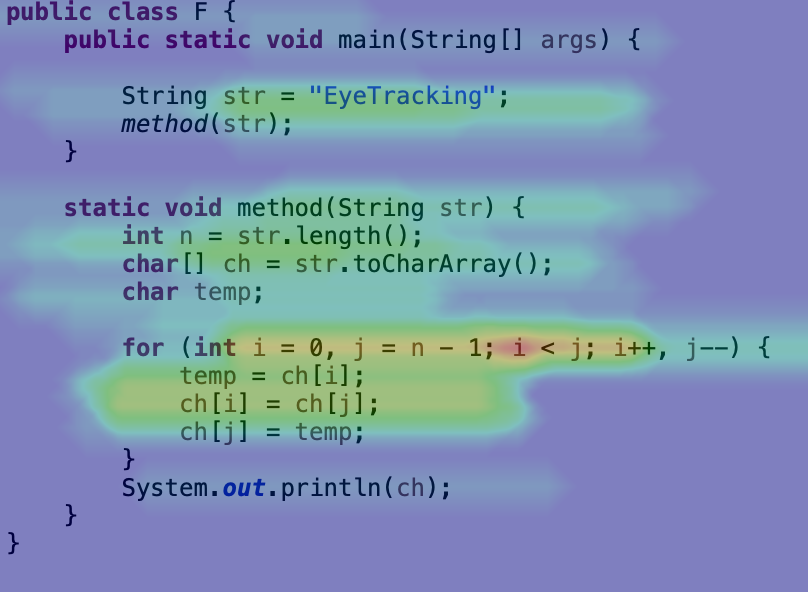 public class F {
    public static void main(String[] args) {
        String str = "EyeTracking";
        method(str);
    }
    static void method(String str) {
        int n = str.length();
        char[] ch = str.toCharArray();
        char temp;
        for (int i = 0, j = n - 1; i < j; i++, j--) {
            temp = ch[i];
            ch[i] = ch[j];
            ch[j] = temp;
        }
        System.out.println(ch);
    }
}